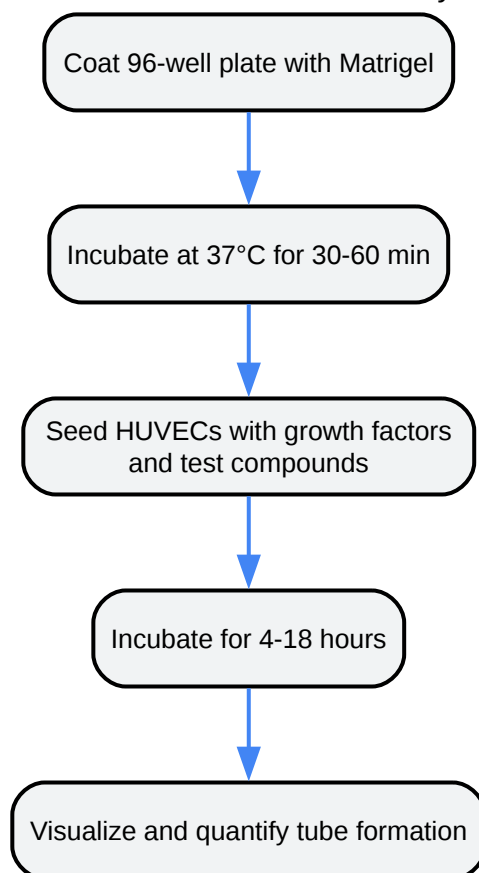 Coat 96-well plate with Matrigel
Incubate at 37°C for 30-60 min
Seed HUVECs with growth factors
and test compounds
Incubate for 4-18 hours
Visualize and quantify tube formation